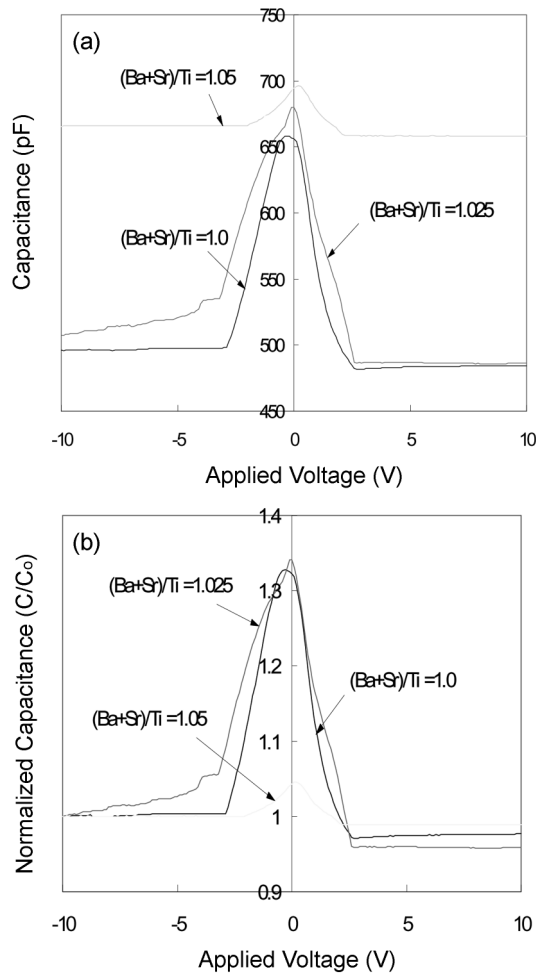 (a)
750
700
650
600
550
500
450
(Ba+Sr)/Ti =1.05
(Ba+Sr)/Ti =1.025
(Ba+Sr)/Ti =1.0
Capacitance (pF)
-10 -5 0 5 10
Applied Voltage (V)
(b)
1.4
1.3
1.2
1.1
1
0.9
(Ba+Sr)/Ti =1.025
(Ba+Sr)/Ti =1.0
(Ba+Sr)/Ti =1.05
Normalized Capacitance (C/Co)
-10 -5 0 5 10
Applied Voltage (V)